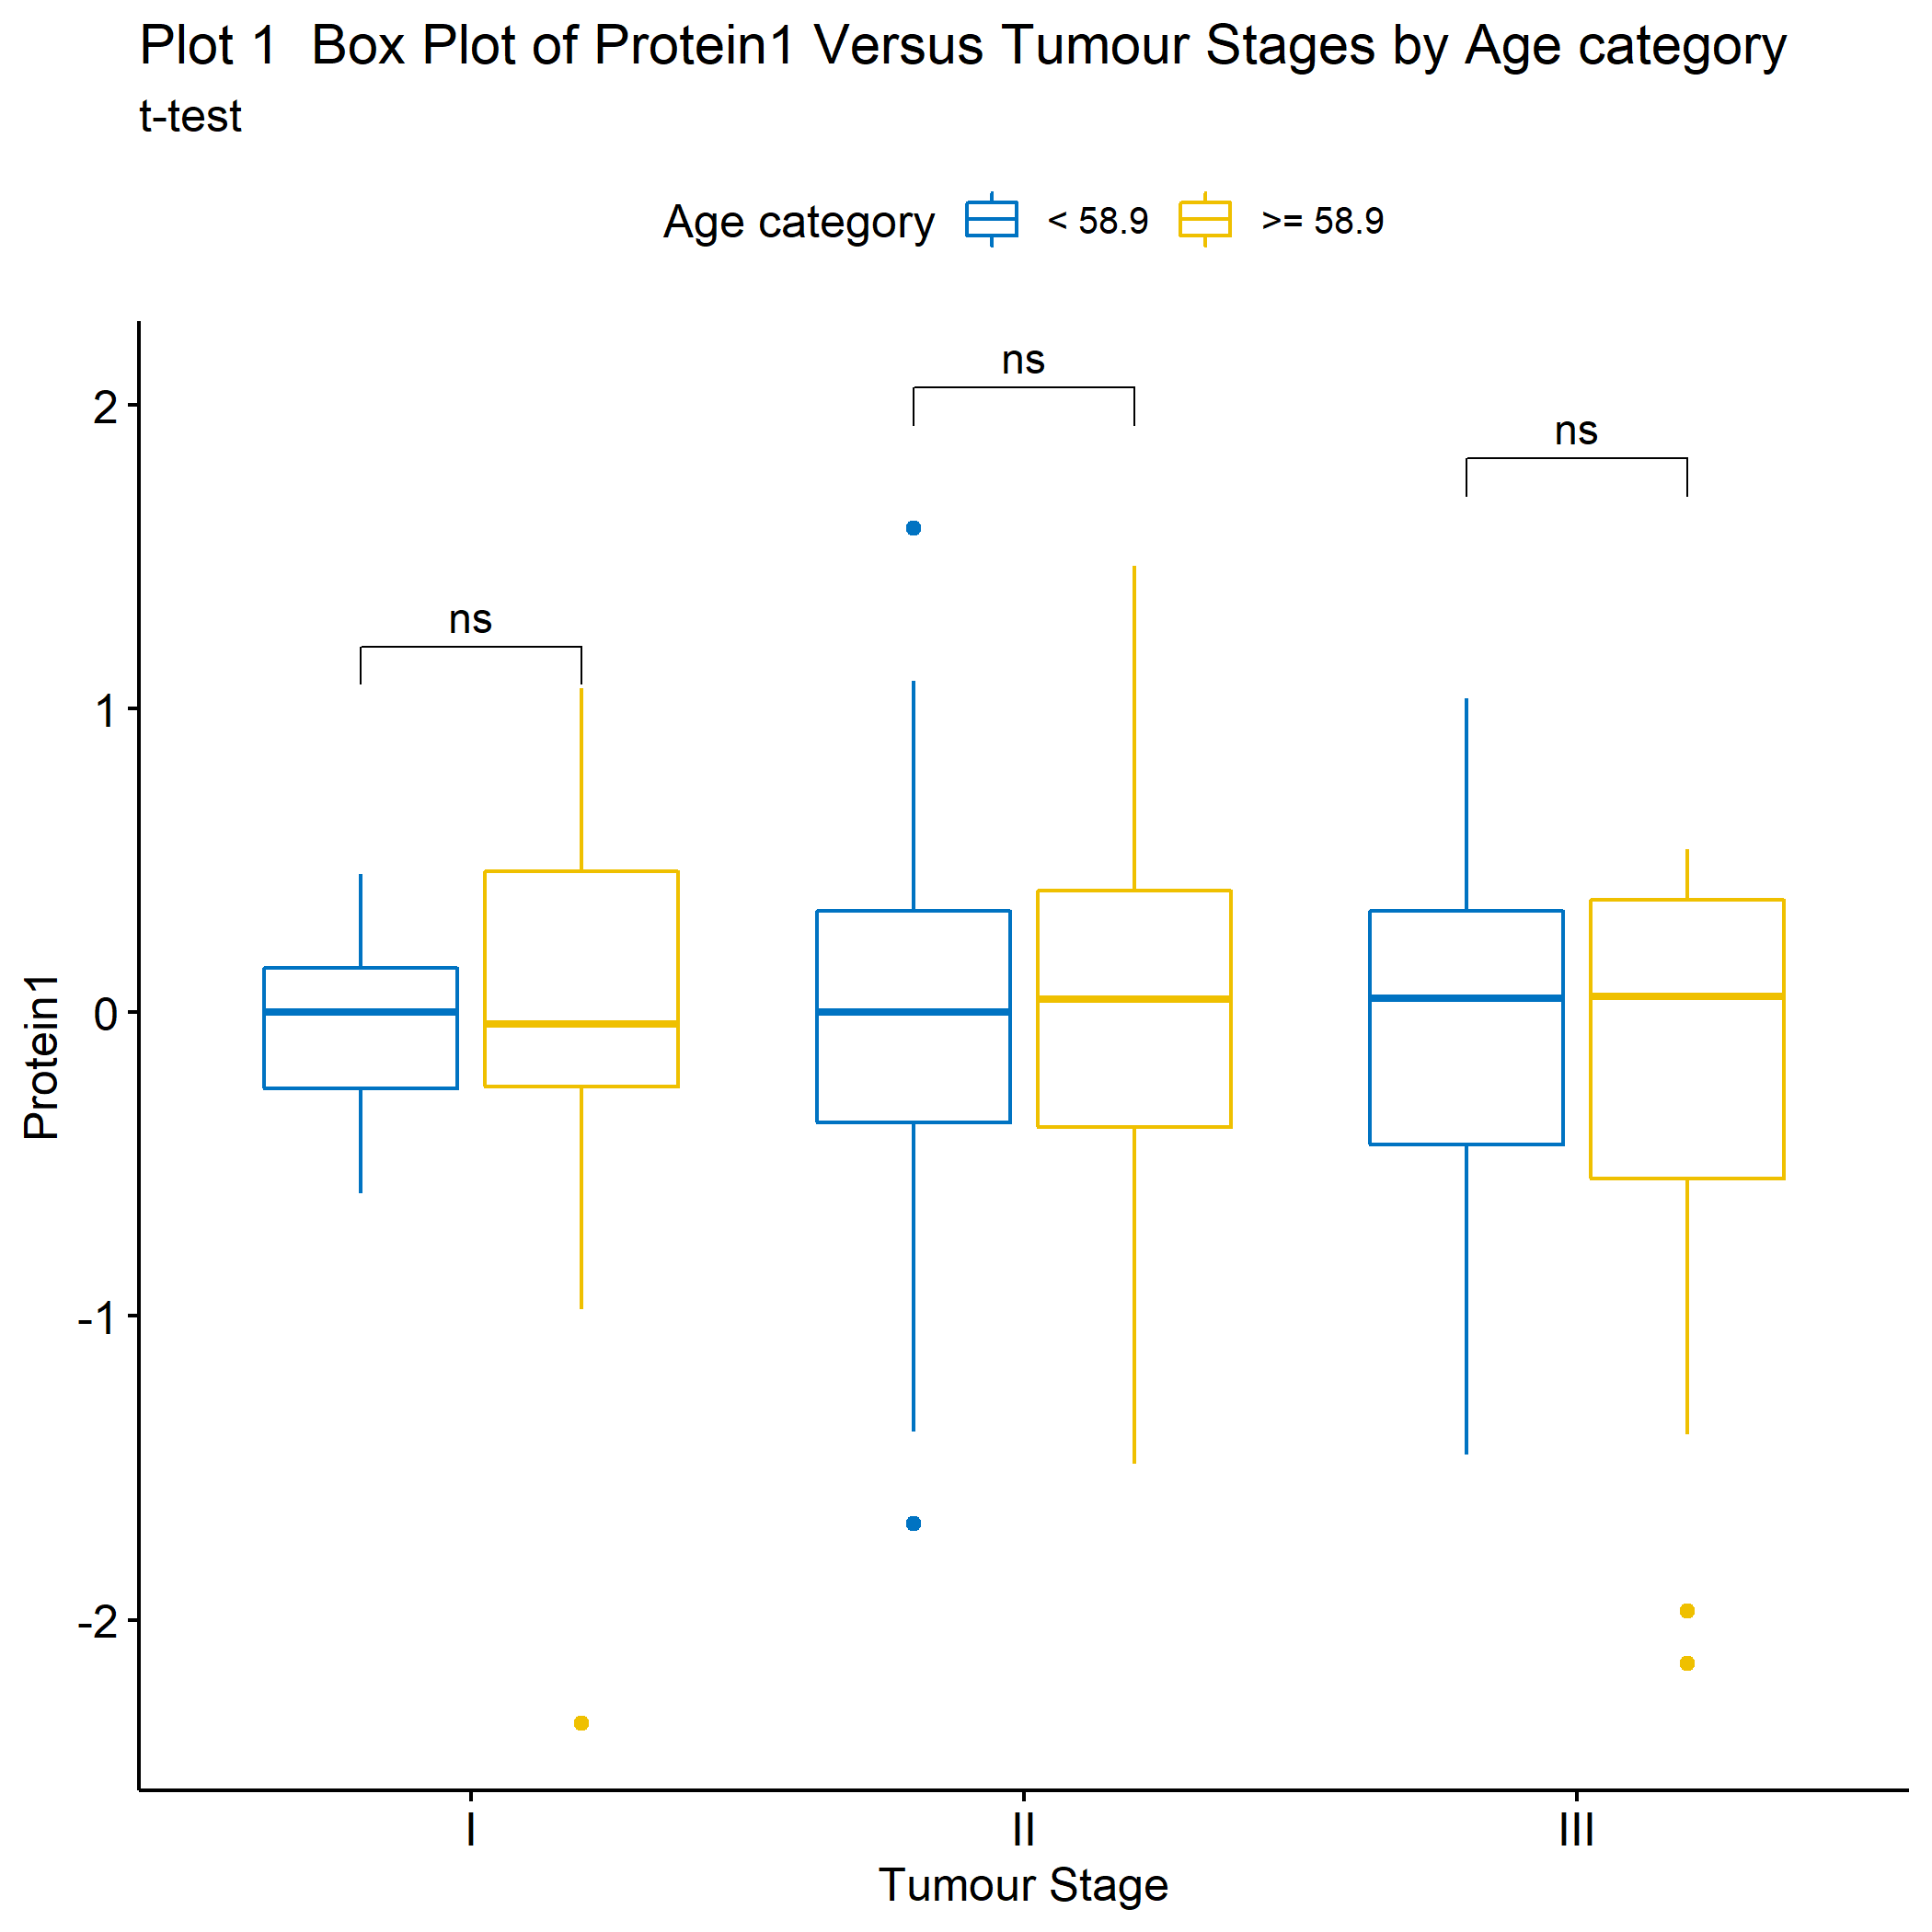 Plot 1  Box Plot of Protein1 Versus Tumour Stages by Age category
t-test
Age category < 58.9 >= 58.9
ns
ns
ns
2
1
0
-1
-2
Protein1
I II III
Tumour Stage